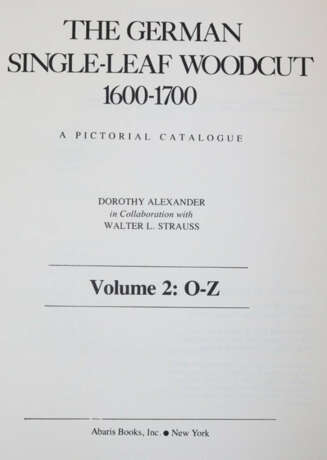 THE GERMAN
SINGLE-LEAF WOODCUT
1600-1700
A PICTORIAL CATALOGUE
DOROTHY ALEXANDER
in Collaboration with
WALTER L. STRAUSS
Volume 2: O-Z
Abaris Books, Inc. ● New York